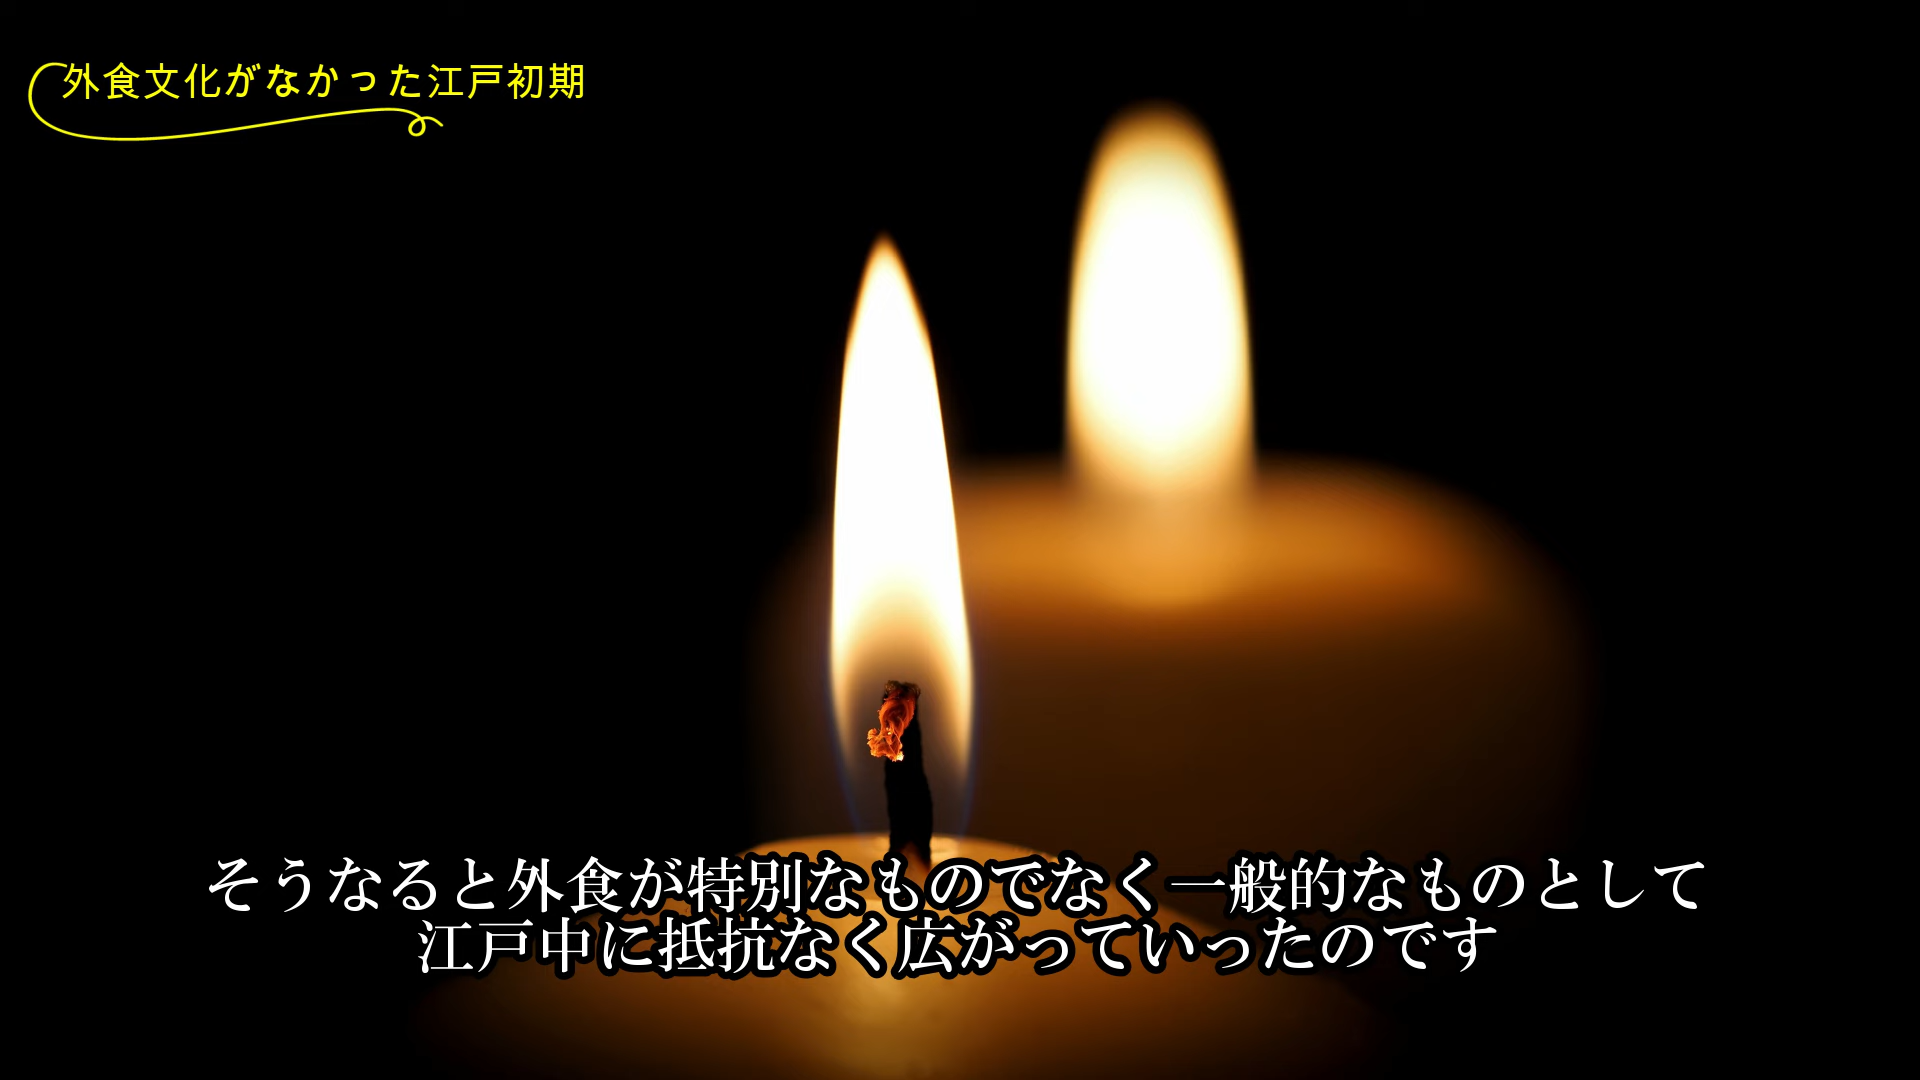 外食文化がなかった江戸初期
そうなると外食が特別なものでなく一般的なものとして
江戸中に抵抗なく広がっていったのです